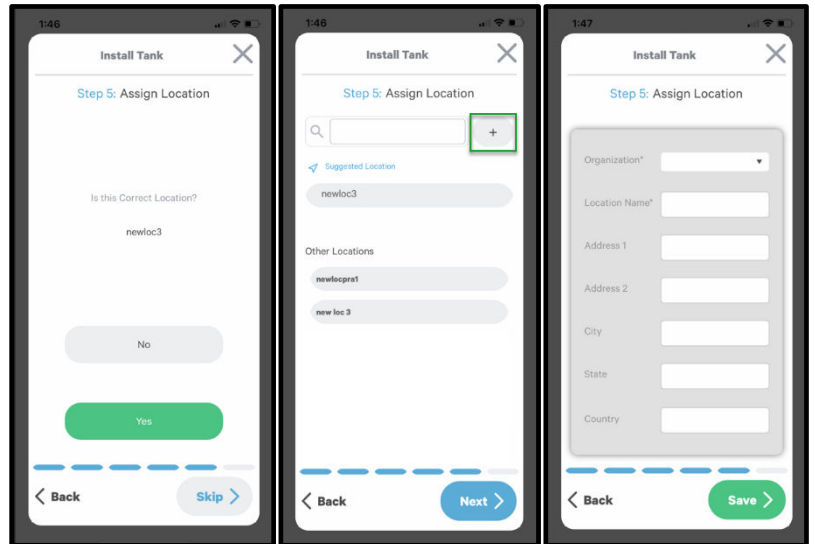 1:46
Install Tank
Step 5: Assign Location
Is this Correct Location?
newloc3
No
Yes
Back
Skip
1:46
Install Tank
Step 5: Assign Location
+
Suggested Location
newloc3
Other Locations
newlocpra1
new loc 3
Back
Next
1:47
Install Tank
Step 5: Assign Location
Organization*
Location Name*
Address 1
Address 2
City
State
Country
Back
Save